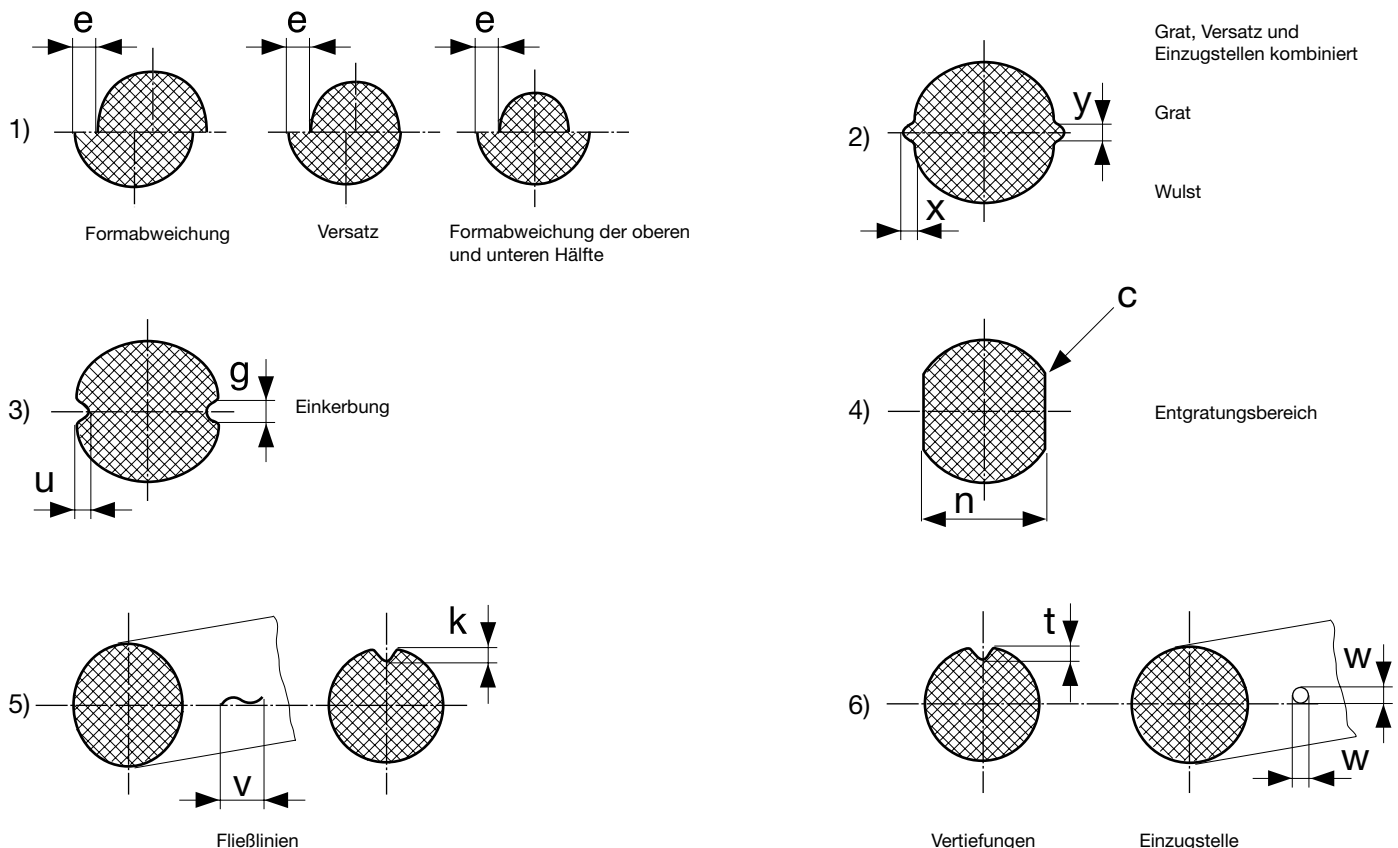 e
e
e
1)
Formabweichung
Versatz
Formabweichung der oberen
und unteren Hälfte
2)
y
x
Grat, Versatz und
Einzugstellen kombiniert
Grat
Wulst
3)
g
u
Einkerbung
4)
c
n
Entgratungsbereich
5)
k
v
Fließlinien
6)
t
w
w
Vertiefungen
Einzugstelle